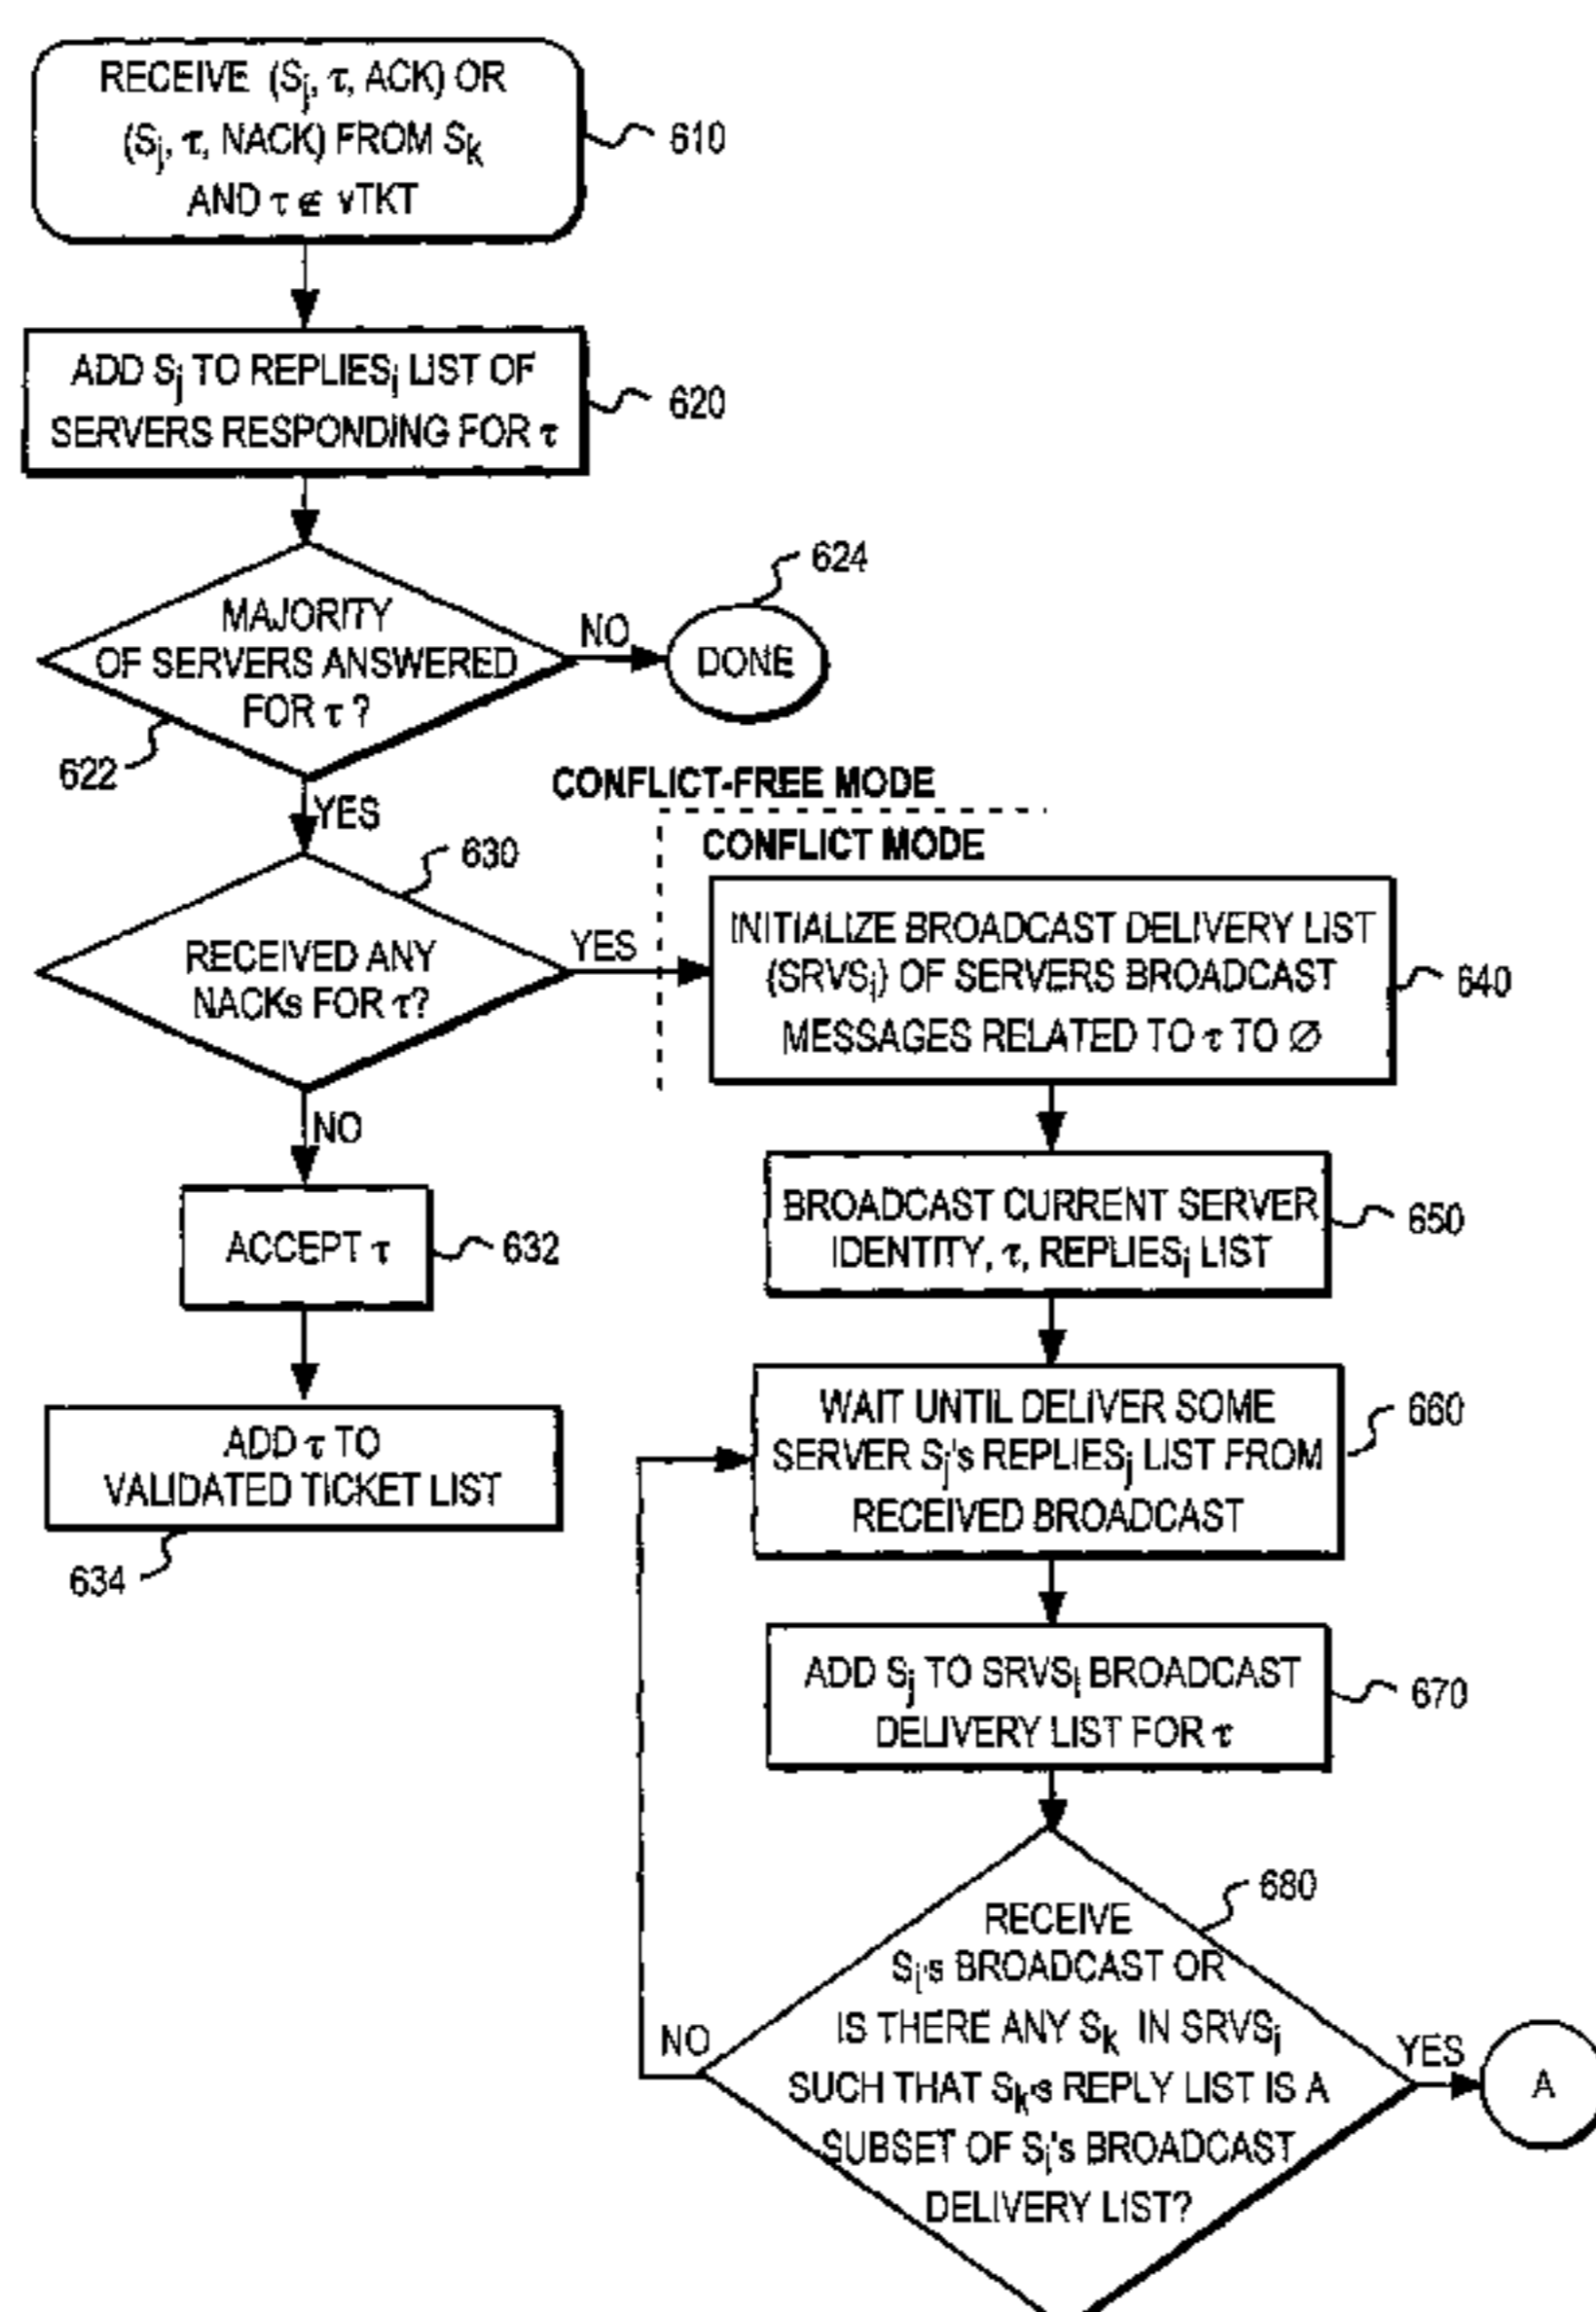 RECEIVE (Sj, τ, ACK) OR
(Sj, τ, NACK) FROM Sk
AND τ ∉ vTKT
610
ADD Sj TO REPLIESi LIST OF
SERVERS RESPONDING FOR τ
620
MAJORITY
OF SERVERS ANSWERED
FOR τ ?
622
NO
DONE
624
YES
CONFLICT-FREE MODE
CONFLICT MODE
RECEIVED ANY
NACKs FOR τ?
630
YES
NO
ACCEPT τ
632
ADD τ TO
VALIDATED TICKET LIST
634
INITIALIZE BROADCAST DELIVERY LIST
(SRVSi) OF SERVERS BROADCAST
MESSAGES RELATED TO τ TO ∅
640
BROADCAST CURRENT SERVER
IDENTITY, τ, REPLIESi LIST
650
WAIT UNTIL DELIVER SOME
SERVER Sj's REPLIESj LIST FROM
RECEIVED BROADCAST
660
ADD Sj TO SRVSi BROADCAST
DELIVERY LIST FOR τ
670
RECEIVE
Si's BROADCAST OR
IS THERE ANY Sk IN SRVSi
SUCH THAT Sk's REPLY LIST IS A
SUBSET OF Si's BROADCAST
DELIVERY LIST?
680
NO
YES
A